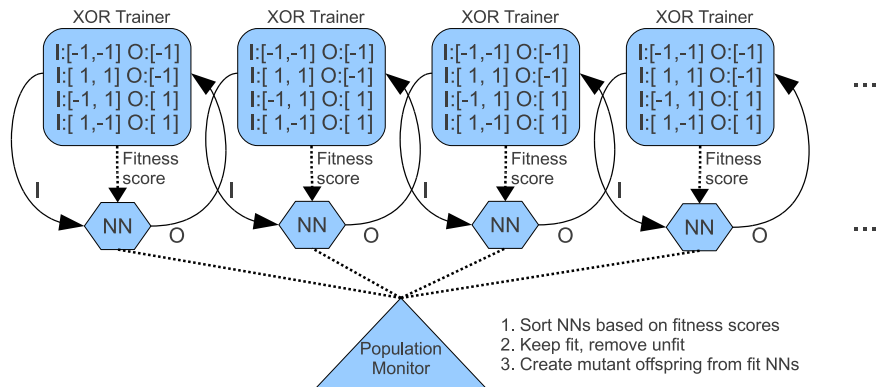 XOR Trainer
I:[-1,-1] O:[-1]
I:[ 1, 1] O:[-1]
I:[-1, 1] O:[ 1]
I:[ 1,-1] O:[ 1]
Fitness
score
I
NN
O
XOR Trainer
I:[-1,-1] O:[-1]
I:[ 1, 1] O:[-1]
I:[-1, 1] O:[ 1]
I:[ 1,-1] O:[ 1]
Fitness
score
I
NN
O
XOR Trainer
I:[-1,-1] O:[-1]
I:[ 1, 1] O:[-1]
I:[-1, 1] O:[ 1]
I:[ 1,-1] O:[ 1]
Fitness
score
I
NN
O
XOR Trainer
I:[-1,-1] O:[-1]
I:[ 1, 1] O:[-1]
I:[-1, 1] O:[ 1]
I:[ 1,-1] O:[ 1]
Fitness
score
I
NN
O
...
...
Population
Monitor
1. Sort NNs based on fitness scores
2. Keep fit, remove unfit
3. Create mutant offspring from fit NNs